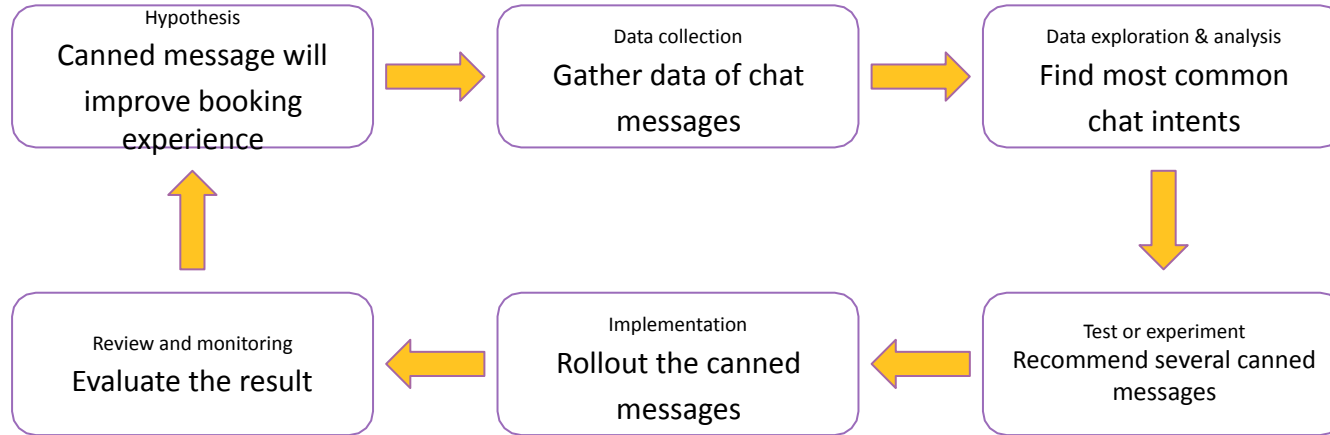 Hypothesis
Canned message will
improve booking
experience
Data collection
Gather data of chat
messages
Data exploration & analysis
Find most common
chat intents
Test or experiment
Recommend several canned
messages
Implementation
Rollout the canned
messages
Review and monitoring
Evaluate the result